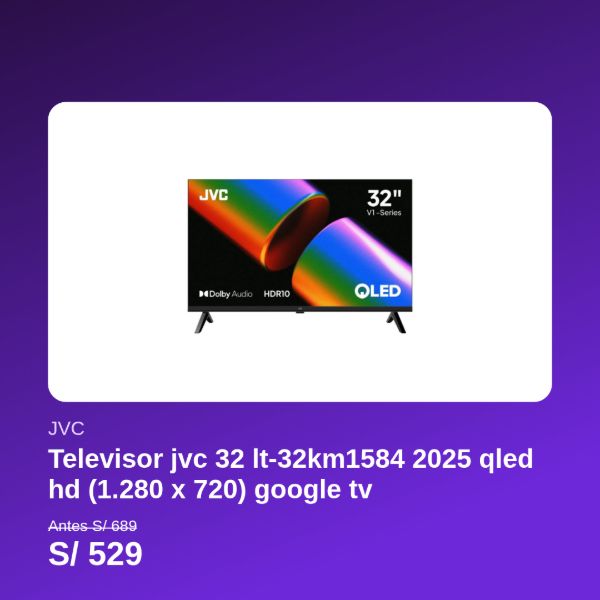 JVC
32"
V1-Series
Dolby Audio HDR10
QLED
JVC
Televisor jvc 32 lt-32km1584 2025 qled
hd (1.280 x 720) google tv
Antes S/ 689
S/ 529